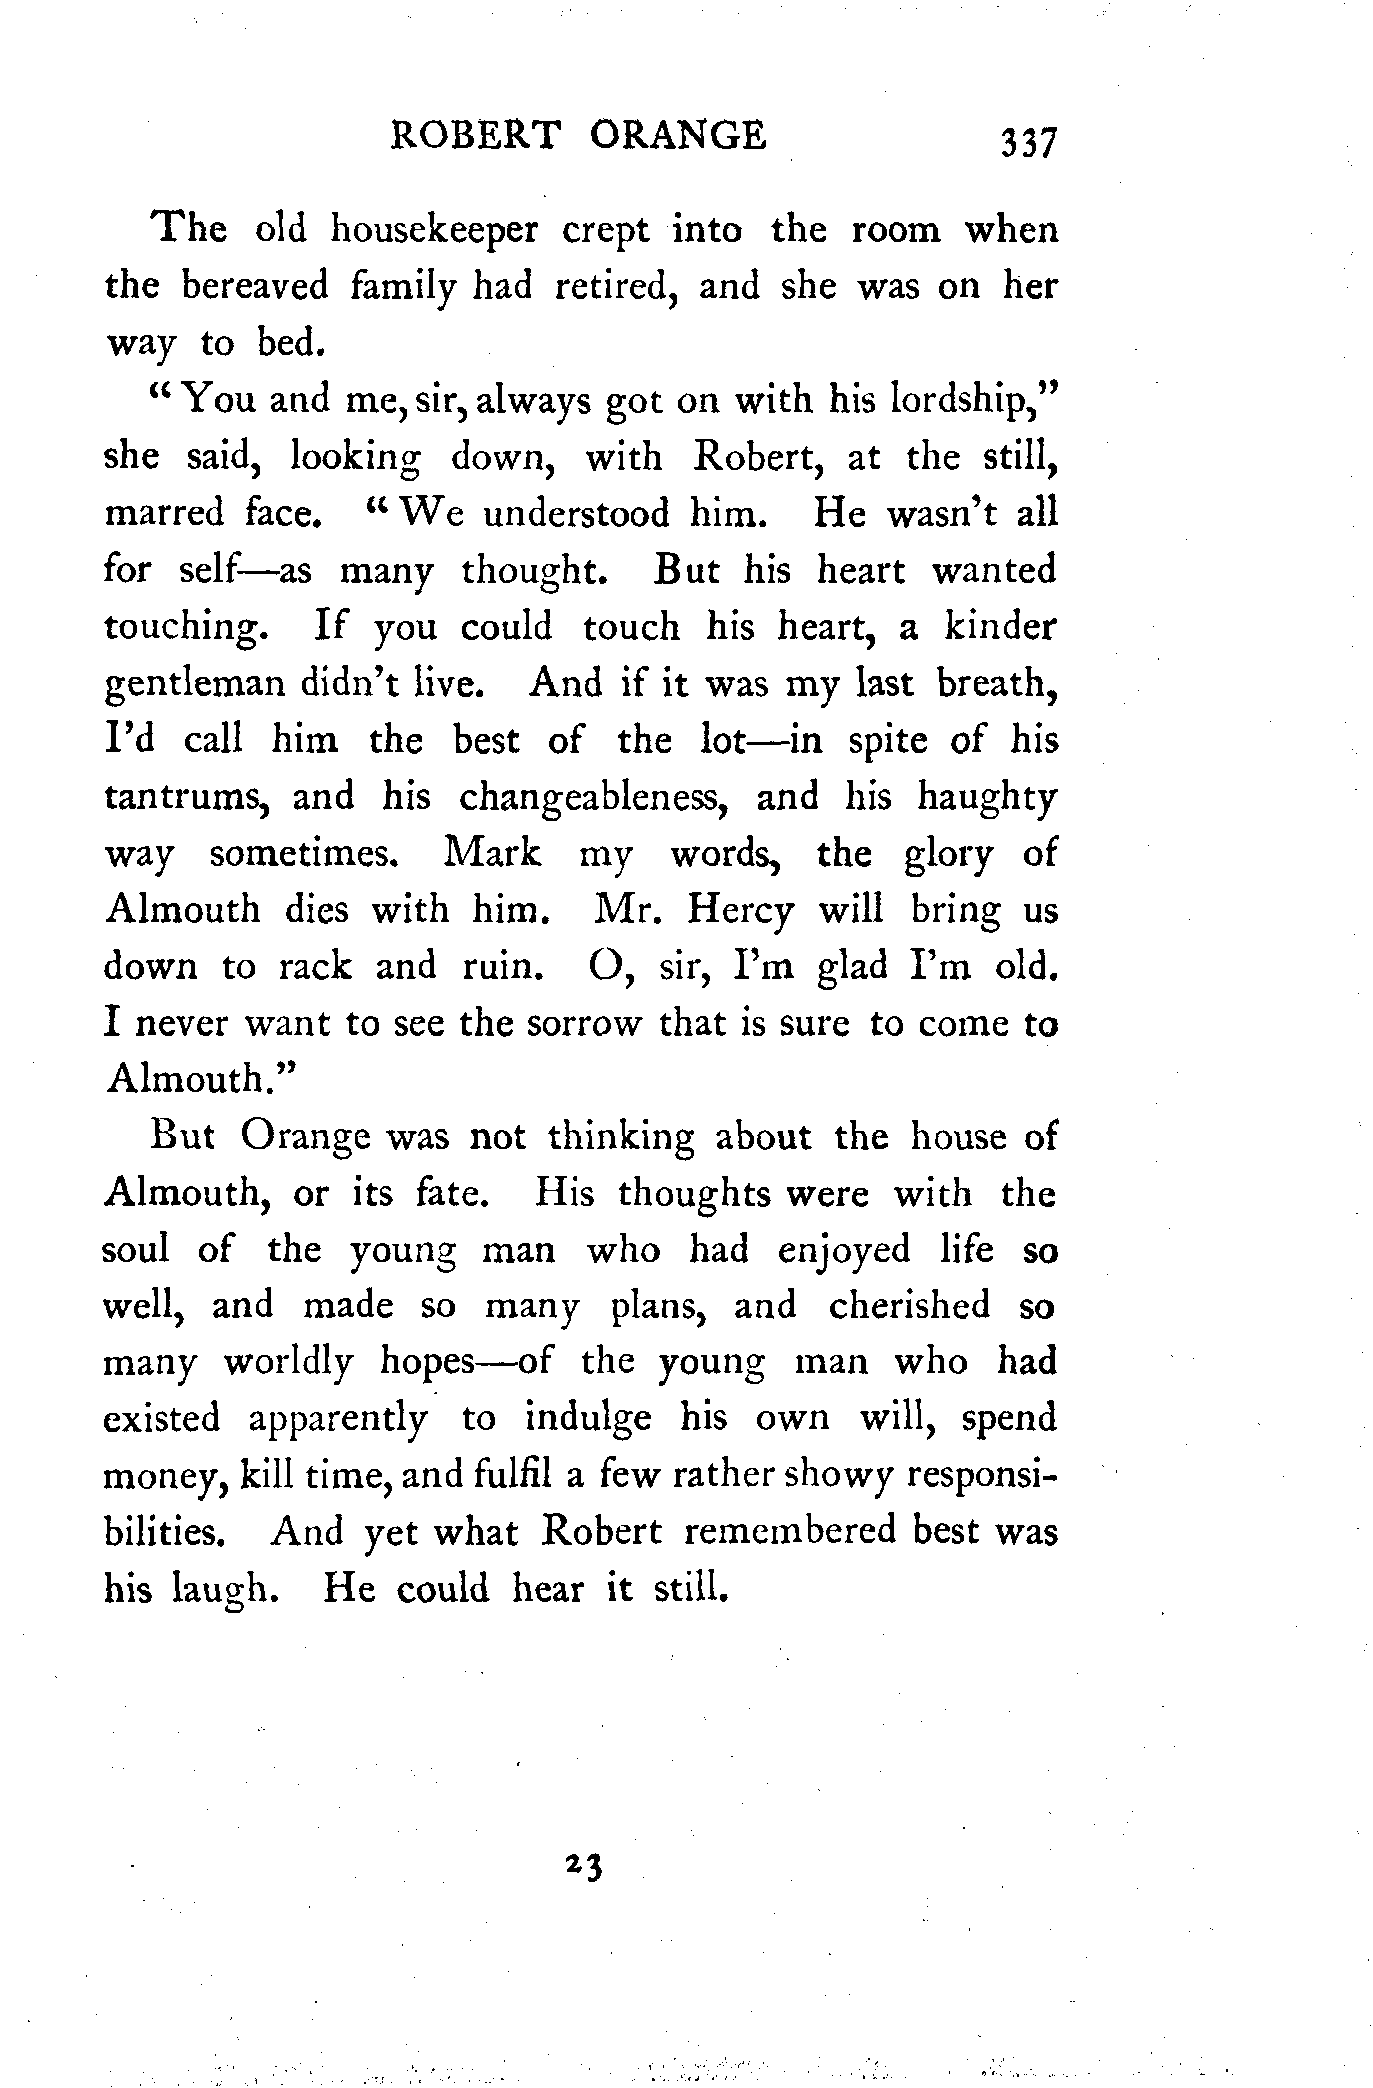 ROBERT ORANGE 337
The old housekeeper crept into the room when
the bereaved family had retired, and she was on her
way to bed.
“You and me, sir, always got on with his lordship,”
she said, looking down, with Robert, at the still,
marred face. “We understood him. He wasn’t all
for self—as many thought. But his heart wanted
touching. If you could touch his heart, a kinder
gentleman didn’t live. And if it was my last breath,
I’d call him the best of the lot—in spite of his
tantrums, and his changeableness, and his haughty
way sometimes. Mark my words, the glory of
Almouth dies with him. Mr. Hercy will bring us
down to rack and ruin. O, sir, I’m glad I’m old.
I never want to see the sorrow that is sure to come to
Almouth.”
But Orange was not thinking about the house of
Almouth, or its fate. His thoughts were with the
soul of the young man who had enjoyed life so
well, and made so many plans, and cherished so
many worldly hopes—of the young man who had
existed apparently to indulge his own will, spend
money, kill time, and fulfil a few rather showy responsi-
bilities. And yet what Robert remembered best was
his laugh. He could hear it still.
23